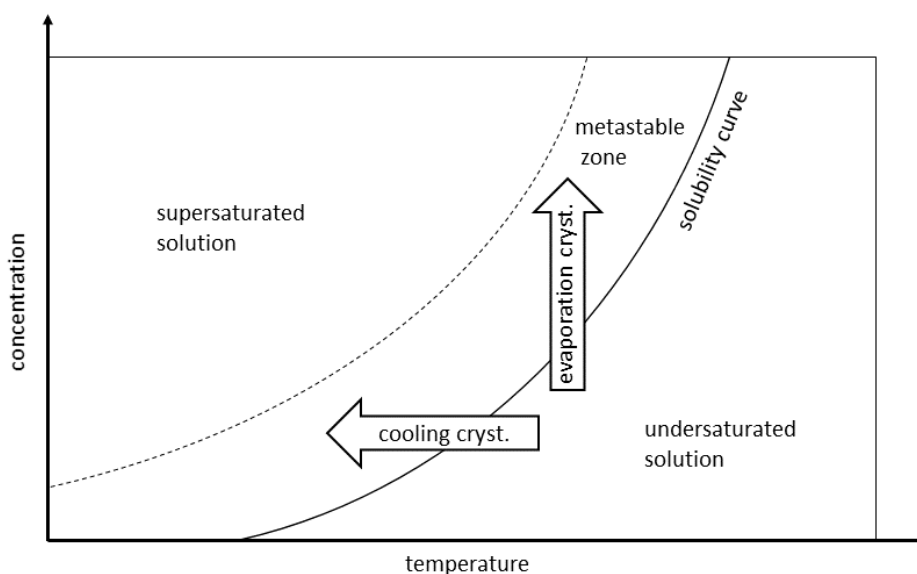 metastable
zone
solubility curve
supersaturated
solution
evaporation cryst.
concentration
cooling cryst.
undersaturated
solution
temperature